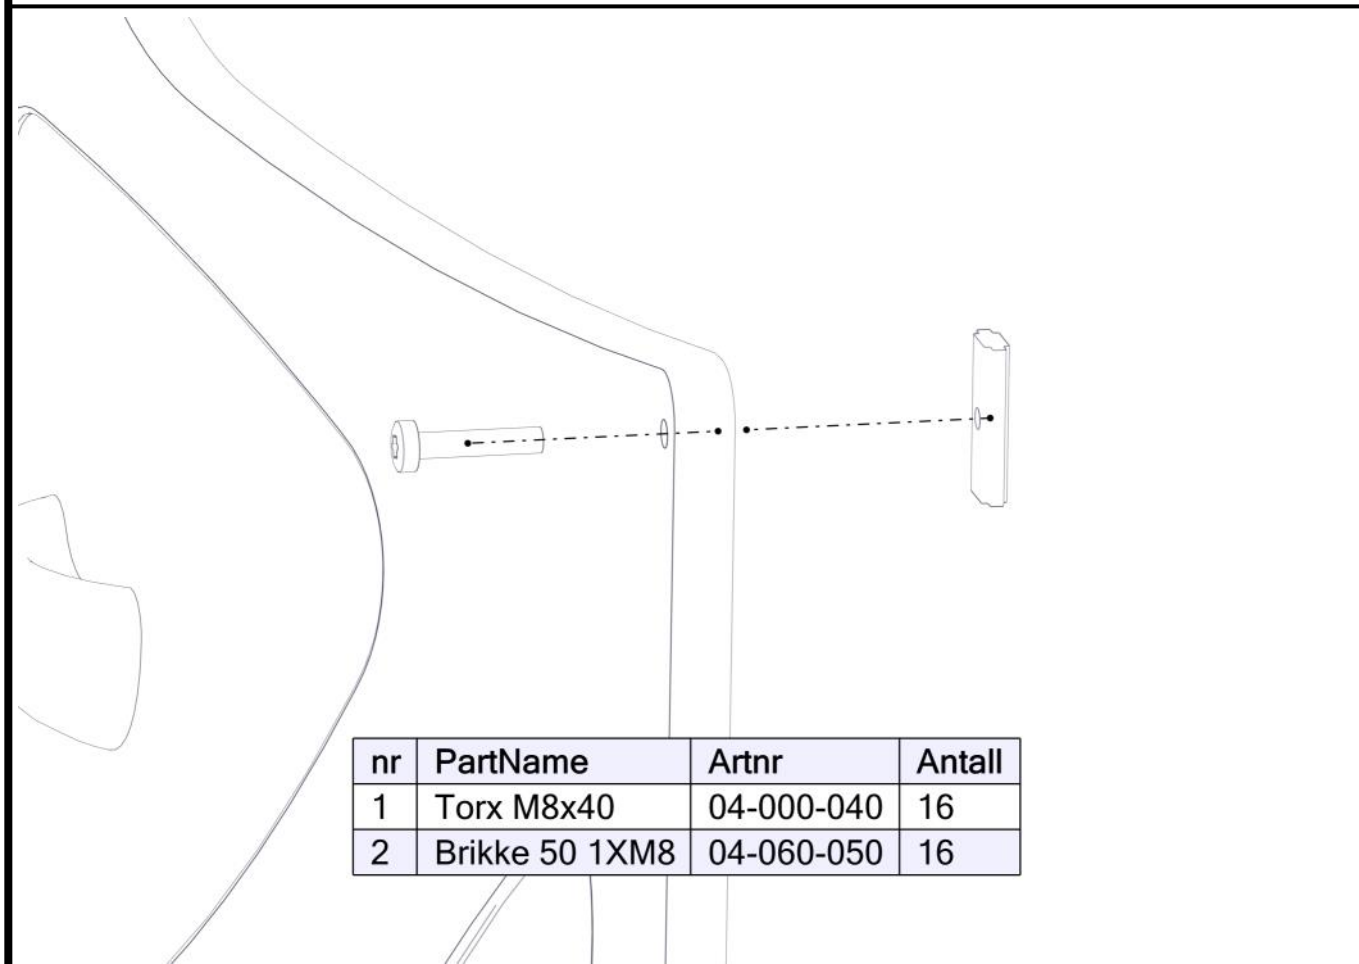 nr PartName Artnr Antall
1 Torx M8x40 04-000-040 16
2 Brikke 50 1XM8 04-060-050 16